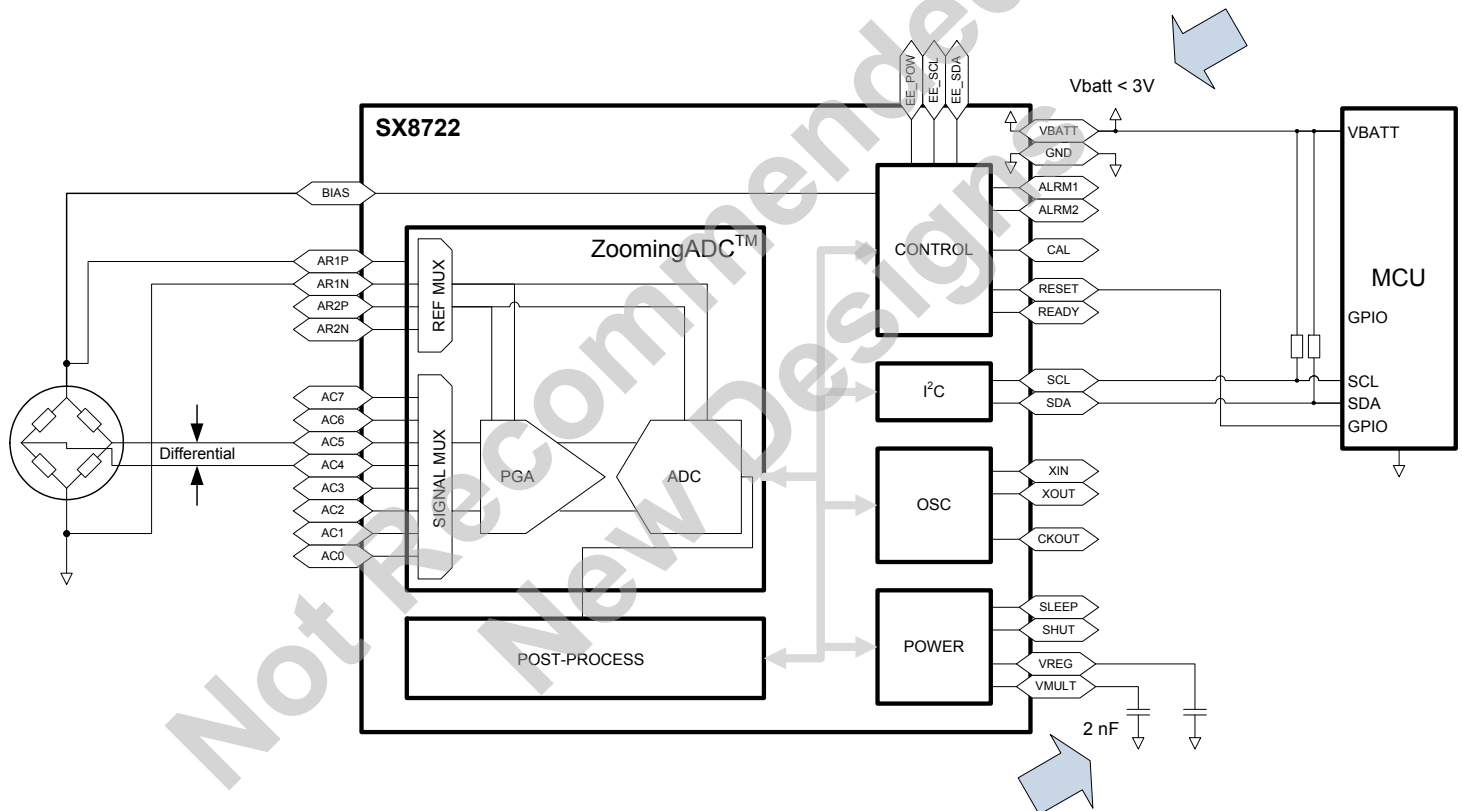 EE_POW
EE_SCL
EE_SDA
Vbatt < 3V
SX8722
VBATT
GND
VBATT
BIAS
ALRM1
ALRM2
ZoomingADC™
CONTROL
CAL
AR1P
AR1N
AR2P
AR2N
REF MUX
RESET
READY
MCU
GPIO
AC7
AC6
AC5
AC4
AC3
AC2
AC1
AC0
Differential
SIGNAL MUX
PGA
ADC
I²C
SCL
SDA
SCL
SDA
GPIO
OSC
XIN
XOUT
CKOUT
POST-PROCESS
POWER
SLEEP
SHUT
VREG
VMULT
2 nF
Not Recommended
New Designs